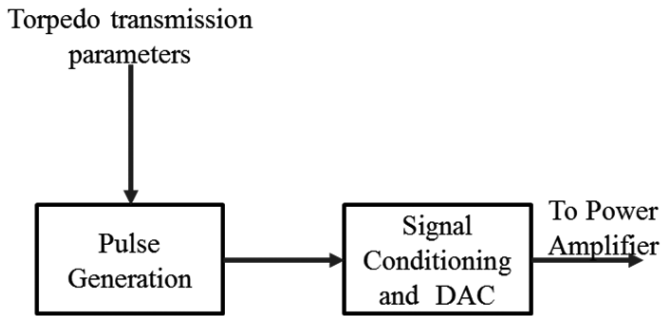 Torpedo transmission
parameters
Pulse
Generation
Signal
Conditioning
and DAC
To Power
Amplifier